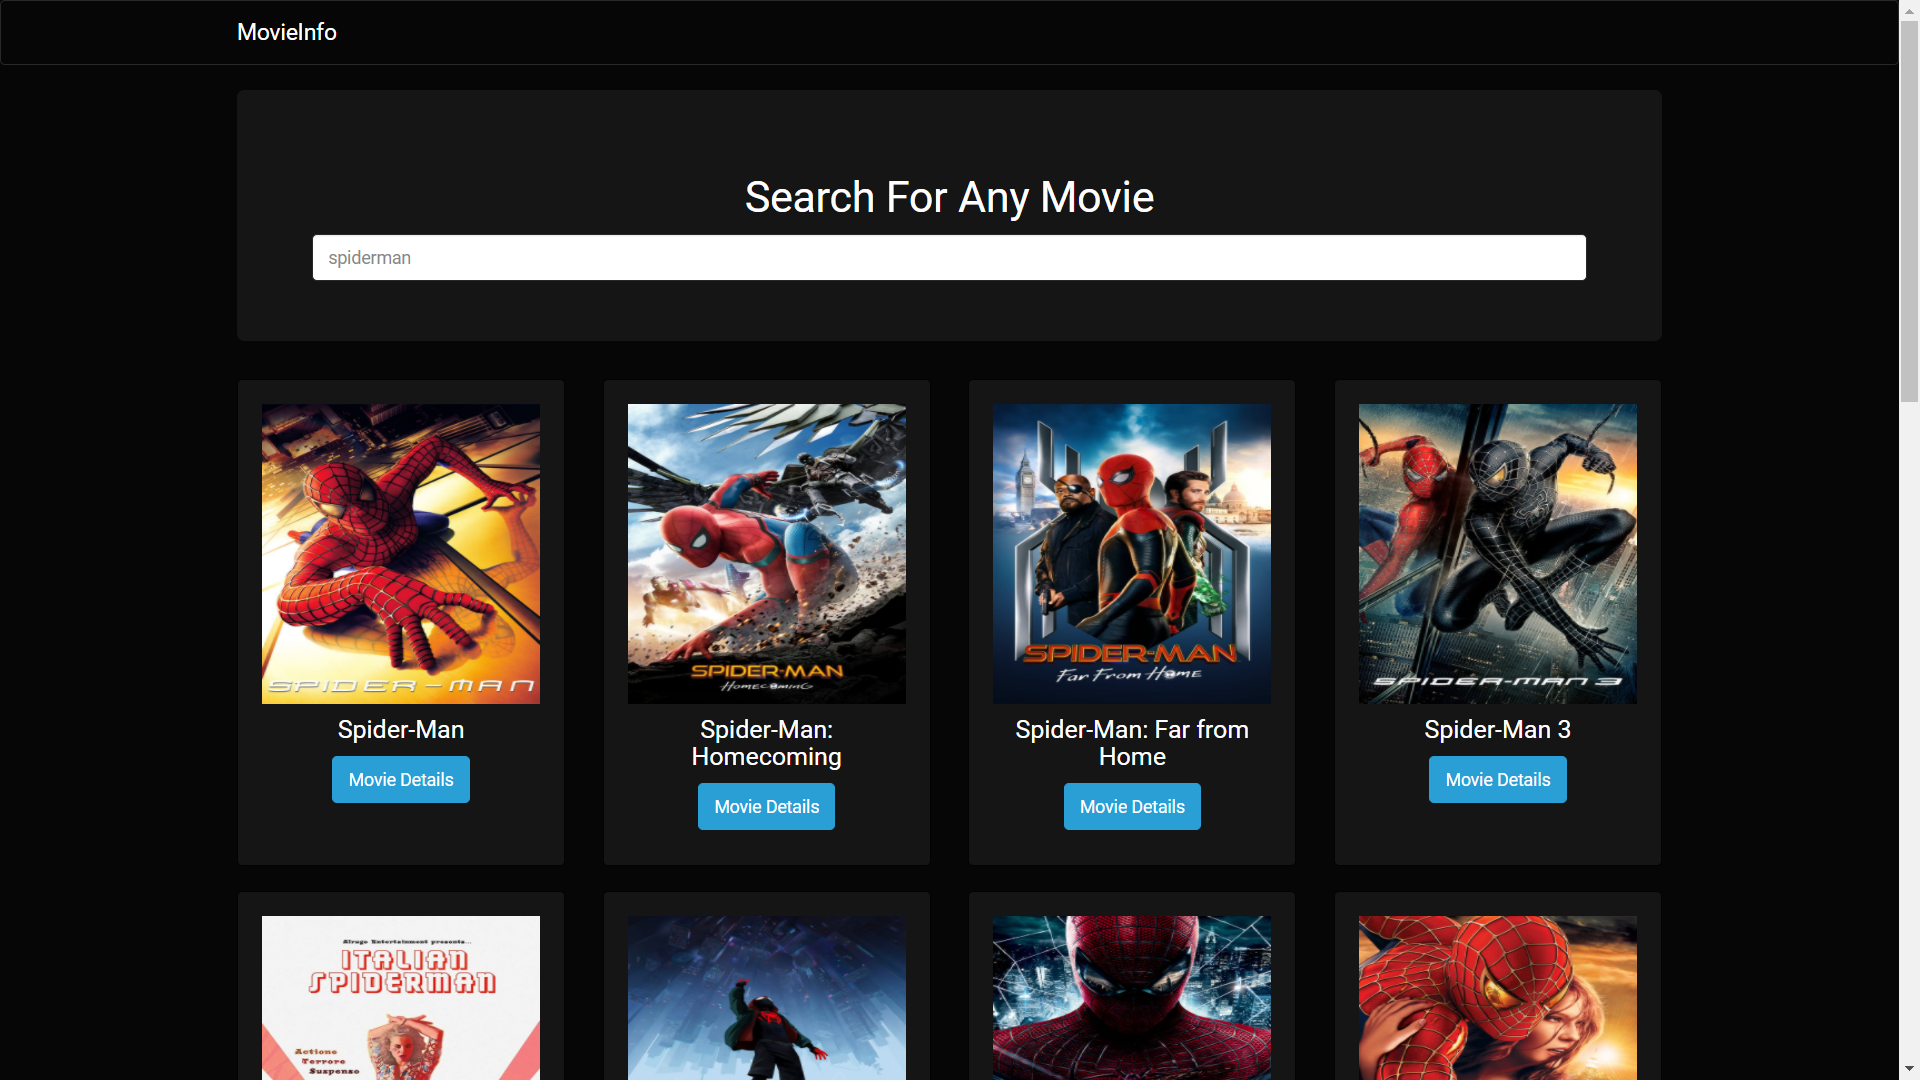 MovieInfo
Search For Any Movie
spiderman
SPIDER-MAN
SPIDER-MAN
HOMECOMING
SPIDER-MAN
Far From Home
SPIDER-MAN 3
Spider-Man
Spider-Man:
Homecoming
Spider-Man: Far from
Home
Spider-Man 3
Movie Details
Movie Details
Movie Details
Movie Details
Alrugo Entertainment presents...
ITALIAN
SPIDERMAN
Actione
Terrore
Suspenso